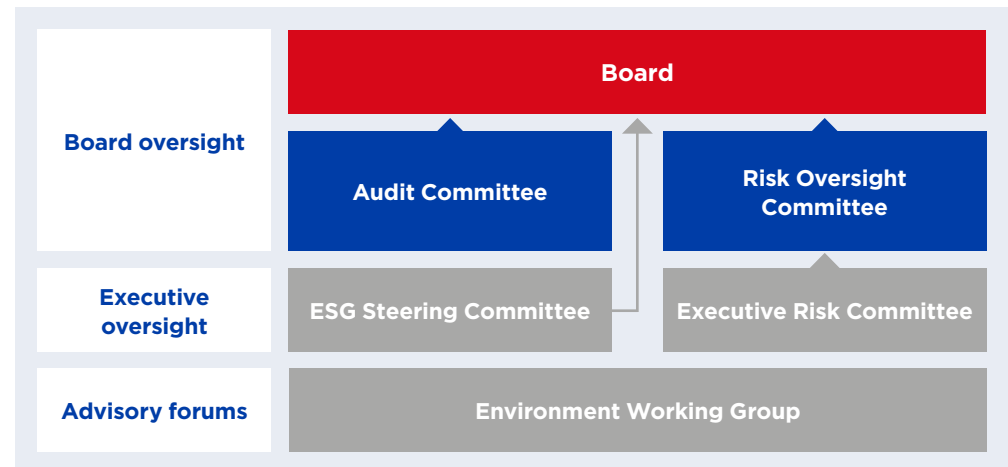 Board oversight
Board
Audit Committee
Risk Oversight
Committee
Executive
oversight
ESG Steering Committee
Executive Risk Committee
Advisory forums
Environment Working Group